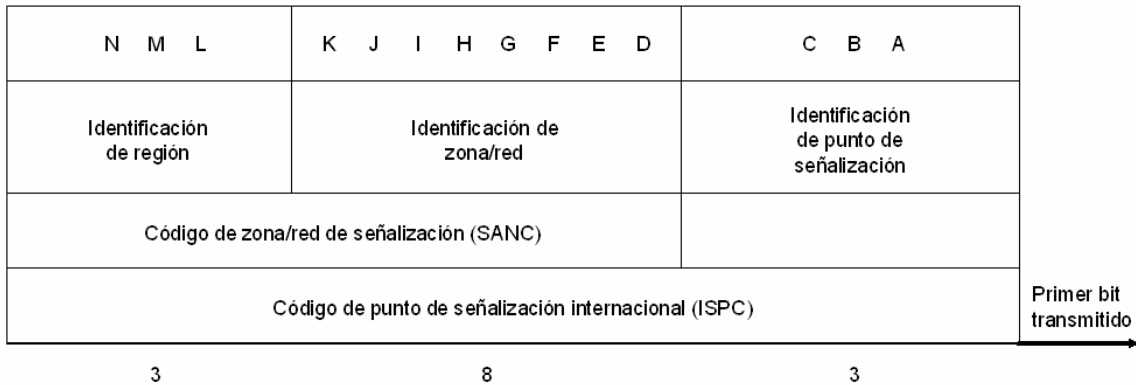 N M L K J I H G F E D C B A
Identificación
de región
Identificación de
zona/red
Identificación
de punto de
señalización
Código de zona/red de señalización (SANC)
Código de punto de señalización internacional (ISPC)
Primer bit
transmitido
3 8 3